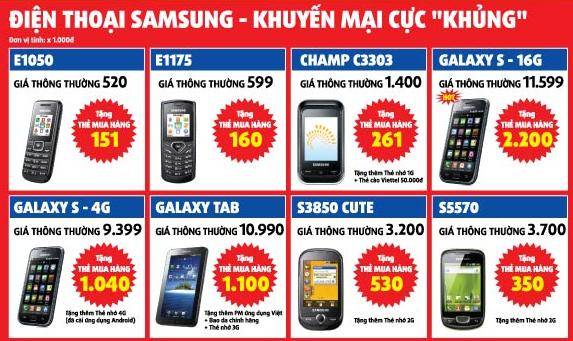 ĐIỆN THOẠI SAMSUNG - KHUYẾN MẠI CỰC "KHỦNG"
Đơn vị tính: x 1.000đ
E1050
GIÁ THÔNG THƯỜNG 520
Tặng
THẺ MUA HÀNG
151
E1175
GIÁ THÔNG THƯỜNG 599
Tặng
THẺ MUA HÀNG
160
CHAMP C3303
GIÁ THÔNG THƯỜNG 1.400
Tặng
THẺ MUA HÀNG
261
SAMSUNG
Tặng thêm Thẻ nhớ 1G
+ Thẻ cào Viettel 50.000đ
GALAXY S - 16G
GIÁ THÔNG THƯỜNG 11.599
HOT
Tặng
THẺ MUA HÀNG
2.200
GALAXY S - 4G
GIÁ THÔNG THƯỜNG 9.399
Tặng
THẺ MUA HÀNG
1.040
Tặng thêm Thẻ nhớ 4G
(đã cài ứng dụng Android)
GALAXY TAB
GIÁ THÔNG THƯỜNG 10.990
Tặng
THẺ MUA HÀNG
1.100
Tặng thêm PM ứng dụng Việt
+ Bao da chính hãng
+ Thẻ nhớ 3G
S3850 CUTE
GIÁ THÔNG THƯỜNG 3.200
Tặng
THẺ MUA HÀNG
530
Tặng thêm Thẻ nhớ 2G
S5570
GIÁ THÔNG THƯỜNG 3.700
Tặng
THẺ MUA HÀNG
350
Tặng thêm Thẻ nhớ 2G